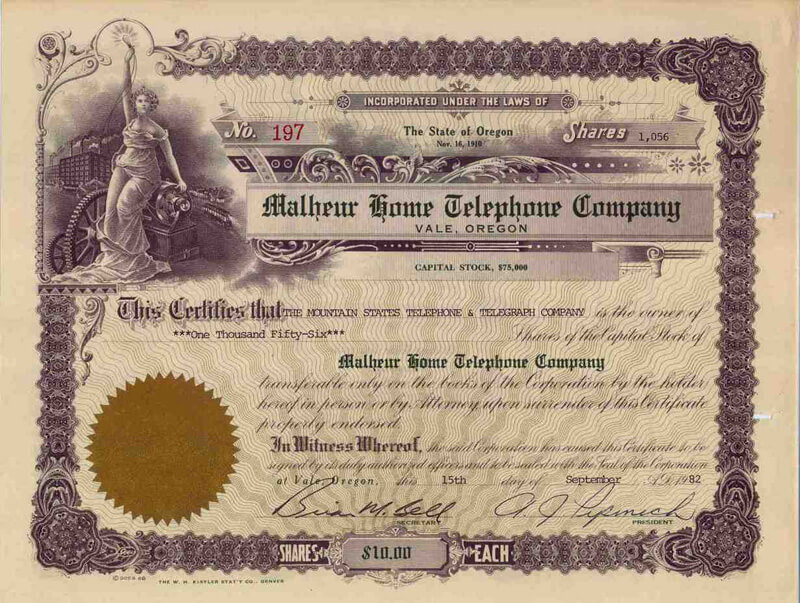 INCORPORATED UNDER THE LAWS OF
No. 197 The State of Oregon Shares 1,056
Nov. 16, 1910
Malheur Home Telephone Company
VALE, OREGON
CAPITAL STOCK, $75,000
This Certifies that THE MOUNTAIN STATES TELEPHONE & TELEGRAPH COMPANY is the owner of
***One Thousand Fifty-Six*** Shares of the Capital Stock of
Malheur Home Telephone Company
transferable only on the books of the Corporation by the holder
hereof in person or by Attorney upon surrender of this Certificate
properly endorsed.
In Witness Whereof, the said Corporation has caused this Certificate to be
signed by its duly authorized officers and to be sealed with the Seal of the Corporation
at Vale, Oregon, this 15th day of September A.D. 1982
Brian M. Bell
SECRETARY
A. J.
PRESIDENT
SHARES $10.00 EACH
THE W. H. KISTLER STAT'Y CO., DENVER